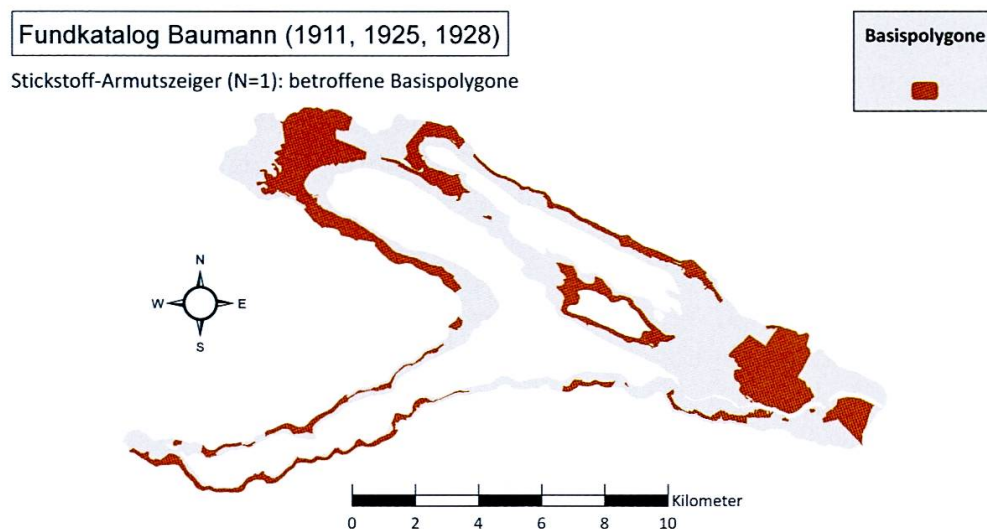 Fundkatalog Baumann (1911, 1925, 1928)
Stickstoff-Armutszeiger (N=1): betroffene Basispolygone
Basispolygone
N
W E
S
Kilometer
0 2 4 6 8 10